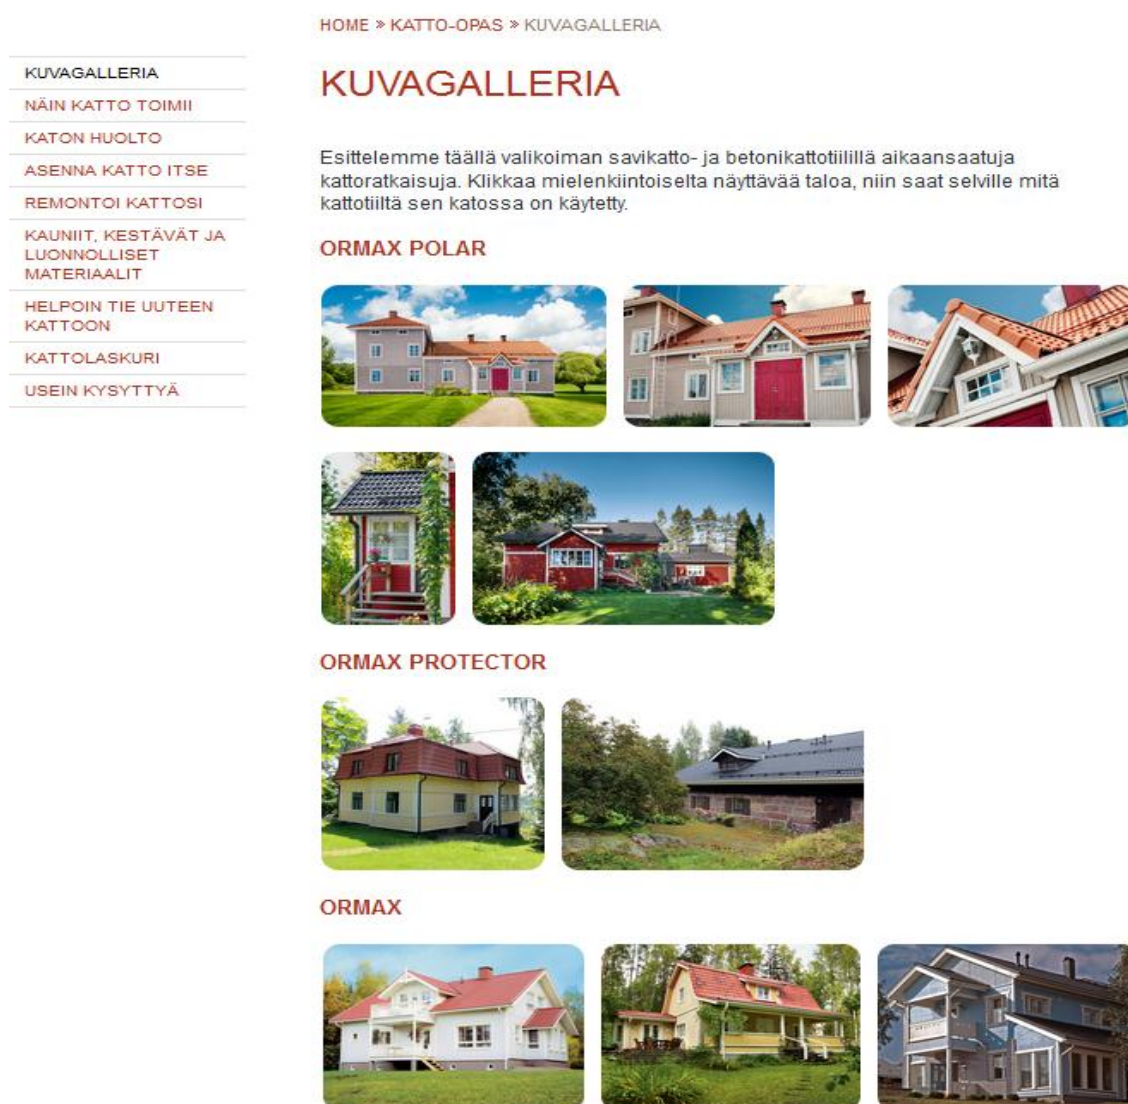 HOME » KATTO-OPAS » KUVAGALLERIA
KUVAGALLERIA
NÄIN KATTO TOIMII
KATON HUOLTO
ASENNA KATTO ITSE
REMONTOI KATTOSI
KAUNIIT, KESTÄVÄT JA
LUONNOLLISET
MATERIAALIT
HELPOIN TIE UUTEEN
KATTOON
KATTOLASKURI
USEIN KYSYTTYÄ
KUVAGALLERIA
Esittelemme täällä valikoiman savikatto- ja betonikattotiilillä aikaansaatuja
kattoratkaisuja. Klikkaa mielenkiintoiselta näyttävää taloa, niin saat selville mitä
kattotiiltä sen katossa on käytetty.
ORMAX POLAR
ORMAX PROTECTOR
ORMAX